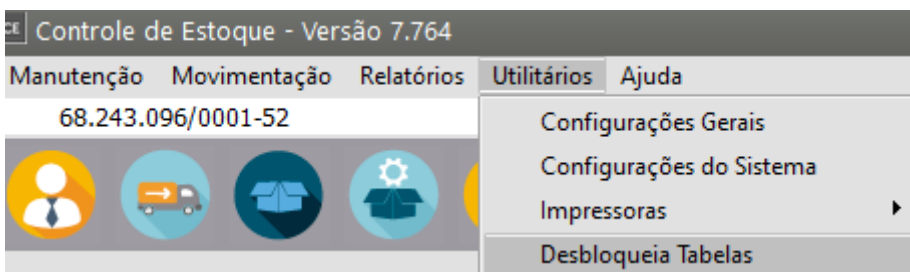 CE Controle de Estoque - Versão 7.764
Manutenção Movimentação Relatórios Utilitários Ajuda
68.243.096/0001-52
Configurações Gerais
Configurações do Sistema
Impressoras
Desbloqueia Tabelas